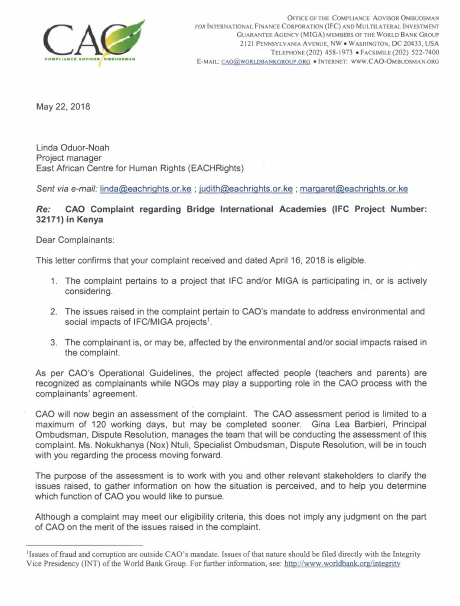 CAO
COMPLIANCE ADVISOR OMBUDSMAN
OFFICE OF THE COMPLIANCE ADVISOR OMBUDSMAN
FOR INTERNATIONAL FINANCE CORPORATION (IFC) AND MULTILATERAL INVESTMENT
GUARANTEE AGENCY (MIGA) MEMBERS OF THE WORLD BANK GROUP
2121 PENNSYLVANIA AVENUE, NW • WASHINGTON, DC 20433, USA
TELEPHONE (202) 458-1973 • FACSIMILE (202) 522-7400
E-MAIL: CAO@WORLDBANKGROUP.ORG • INTERNET: WWW.CAO-OMBUDSMAN.ORG
May 22, 2018
Linda Oduor-Noah
Project manager
East African Centre for Human Rights (EACHRights)
Sent via e-mail: linda@eachrights.or.ke ; judith@eachrights.or.ke ; margaret@eachrights.or.ke
Re: CAO Complaint regarding Bridge International Academies (IFC Project Number:
32171) in Kenya
Dear Complainants:
This letter confirms that your complaint received and dated April 16, 2018 is eligible.
1. The complaint pertains to a project that IFC and/or MIGA is participating in, or is actively
considering.
2. The issues raised in the complaint pertain to CAO's mandate to address environmental and
social impacts of IFC/MIGA projects¹.
3. The complainant is, or may be, affected by the environmental and/or social impacts raised in
the complaint.
As per CAO's Operational Guidelines, the project affected people (teachers and parents) are
recognized as complainants while NGOs may play a supporting role in the CAO process with the
complainants' agreement.
CAO will now begin an assessment of the complaint. The CAO assessment period is limited to a
maximum of 120 working days, but may be completed sooner. Gina Lea Barbieri, Principal
Ombudsman, Dispute Resolution, manages the team that will be conducting the assessment of this
complaint. Ms. Nokukhanya (Nox) Ntuli, Specialist Ombudsman, Dispute Resolution, will be in touch
with you regarding the process moving forward.
The purpose of the assessment is to work with you and other relevant stakeholders to clarify the
issues raised, to gather information on how the situation is perceived, and to help you determine
which function of CAO you would like to pursue.
Although a complaint may meet our eligibility criteria, this does not imply any judgment on the part
of CAO on the merit of the issues raised in the complaint.
¹Issues of fraud and corruption are outside CAO's mandate. Issues of that nature should be filed directly with the Integrity
Vice Presidency (INT) of the World Bank Group. For further information, see: http://www.worldbank.org/integrity